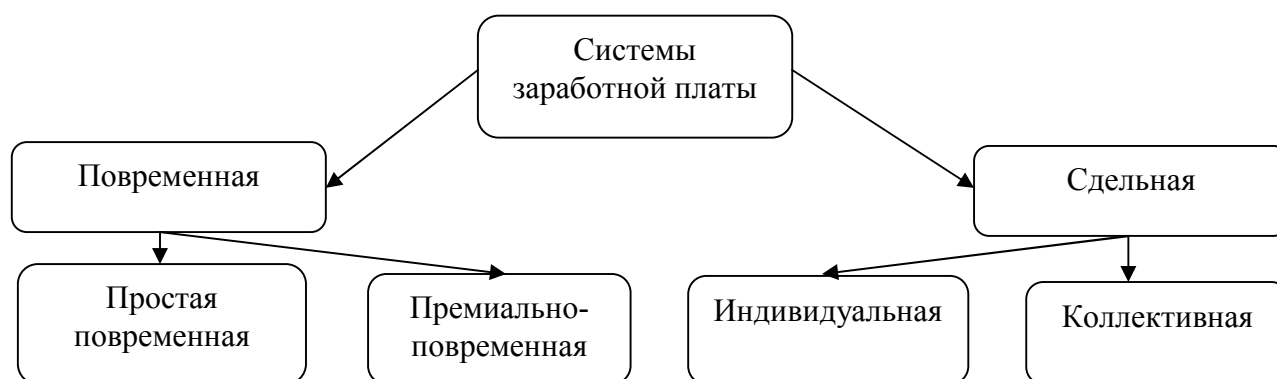 Системы
заработной платы
Повременная
Сдельная
Простая
повременная
Премиально-
повременная
Индивидуальная
Коллективная